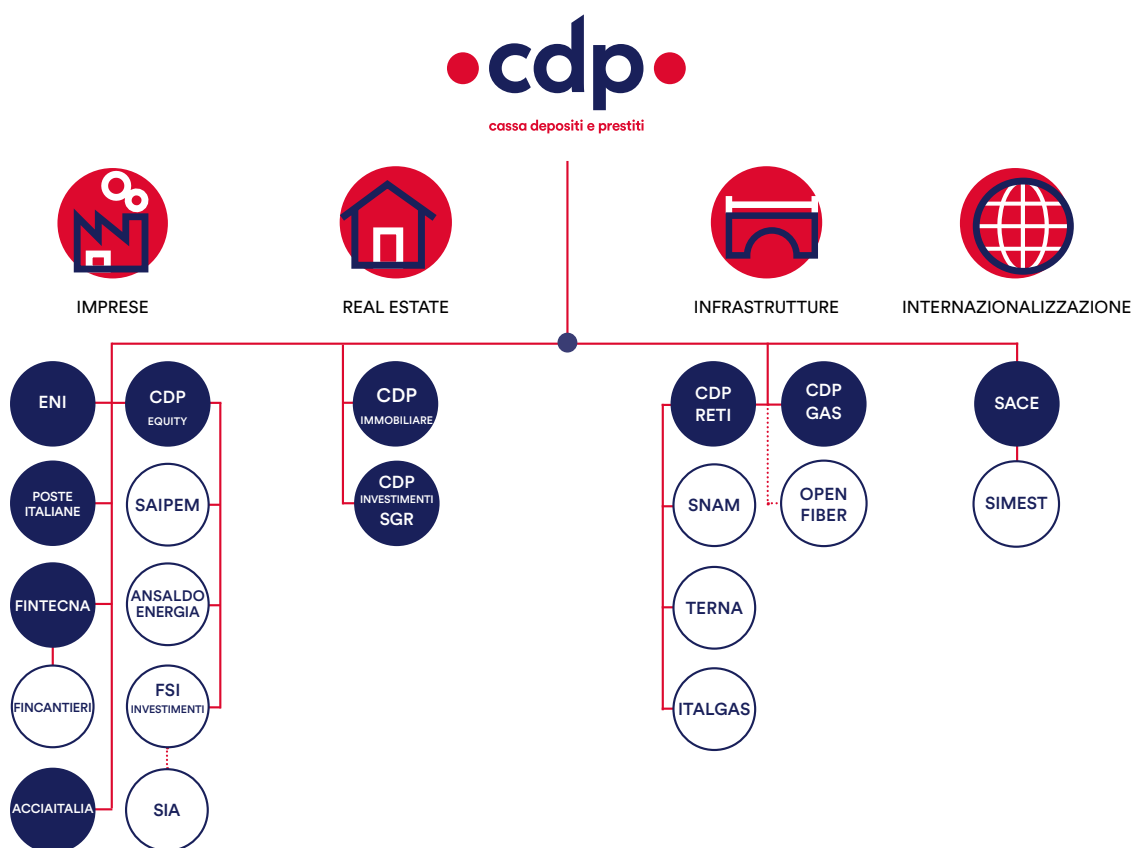 cdp
cassa depositi e prestiti
IMPRESE
REAL ESTATE
INFRASTRUTTURE
INTERNAZIONALIZZAZIONE
ENI
CDP
EQUITY
POSTE
ITALIANE
SAIPEM
FINTECNA
ANSALDO
ENERGIA
FINCANTIERI
FSI
INVESTIMENTI
ACCIAITALIA
SIA
CDP
IMMOBILIARE
CDP
INVESTIMENTI
SGR
CDP
RETI
CDP
GAS
SNAM
OPEN
FIBER
TERNA
ITALGAS
SACE
SIMEST